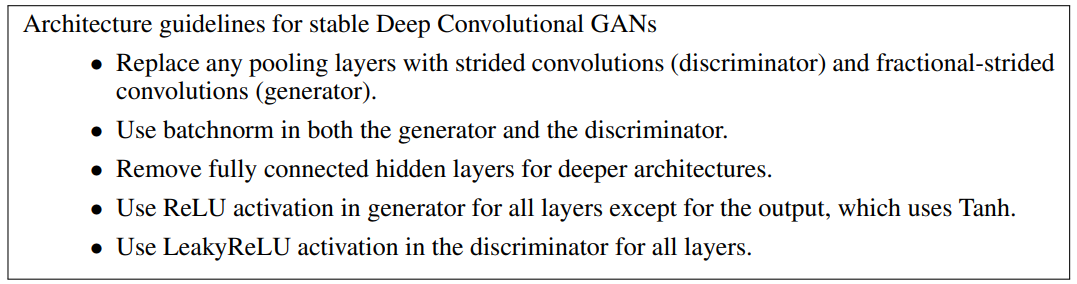 Architecture guidelines for stable Deep Convolutional GANs
• Replace any pooling layers with strided convolutions (discriminator) and fractional-strided
convolutions (generator).
• Use batchnorm in both the generator and the discriminator.
• Remove fully connected hidden layers for deeper architectures.
• Use ReLU activation in generator for all layers except for the output, which uses Tanh.
• Use LeakyReLU activation in the discriminator for all layers.